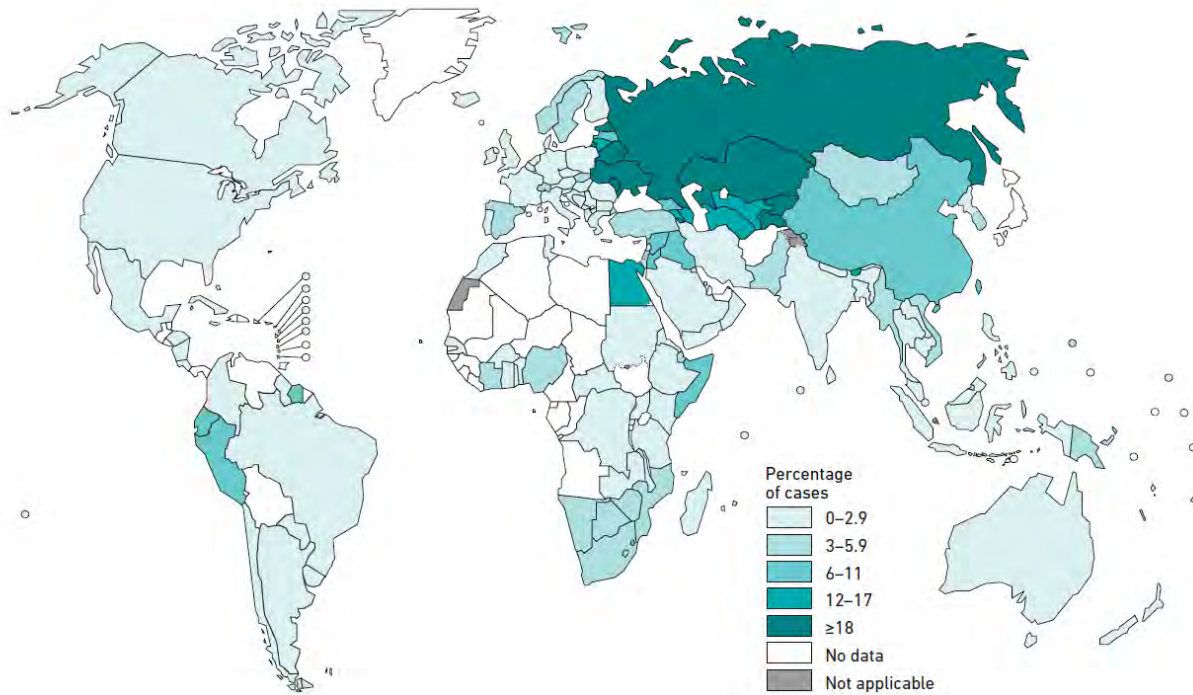 Percentage
of cases
0–2.9
3–5.9
6–11
12–17
≥18
No data
Not applicable